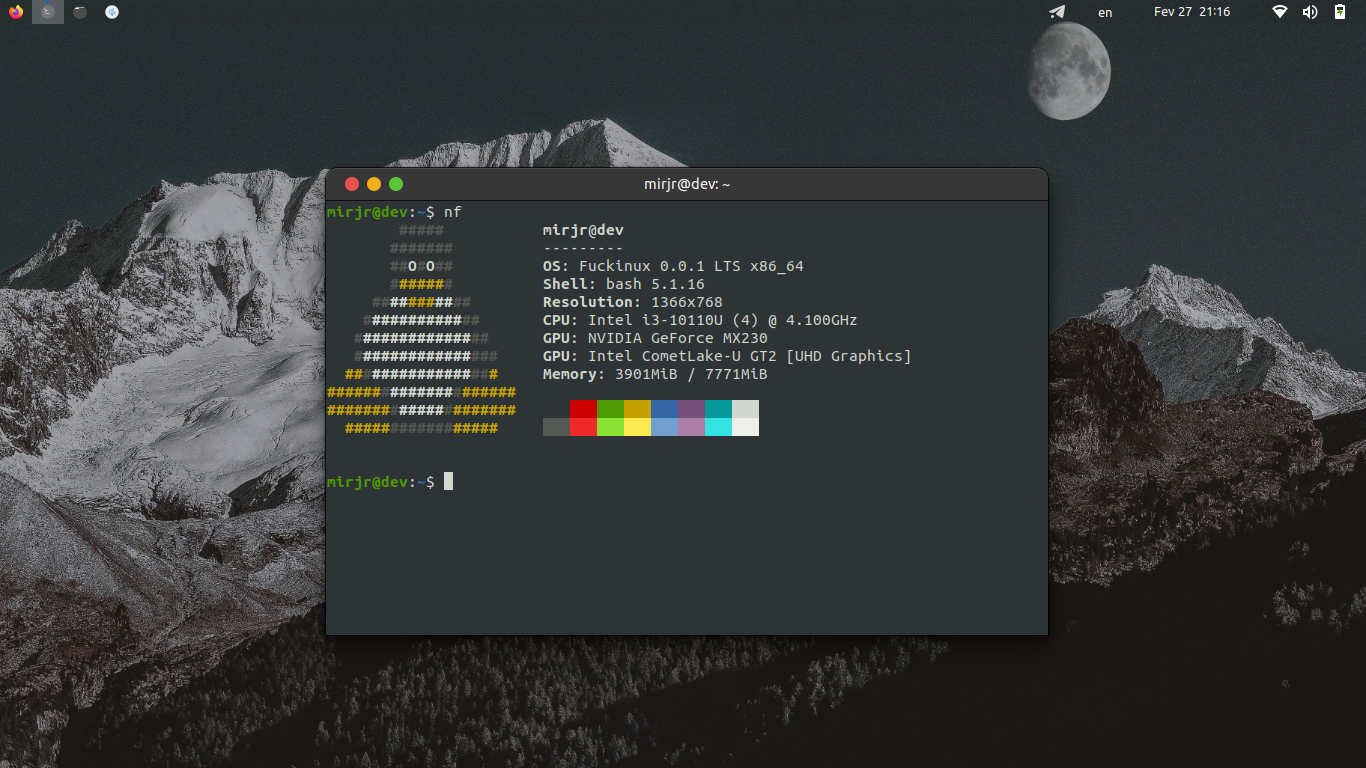 en
Fev 27 21:16
mirjr@dev: ~
mirjr@dev:~$ nf
##### mirjr@dev
####### ---------
##O#O## OS: Fuckinux 0.0.1 LTS x86_64
####### Shell: bash 5.1.16
########### Resolution: 1366x768
############# CPU: Intel i3-10110U (4) @ 4.100GHz
############### GPU: NVIDIA GeForce MX230
################ GPU: Intel CometLake-U GT2 [UHD Graphics]
################# Memory: 3901MiB / 7771MiB
#####################
#####################
#################
mirjr@dev:~$